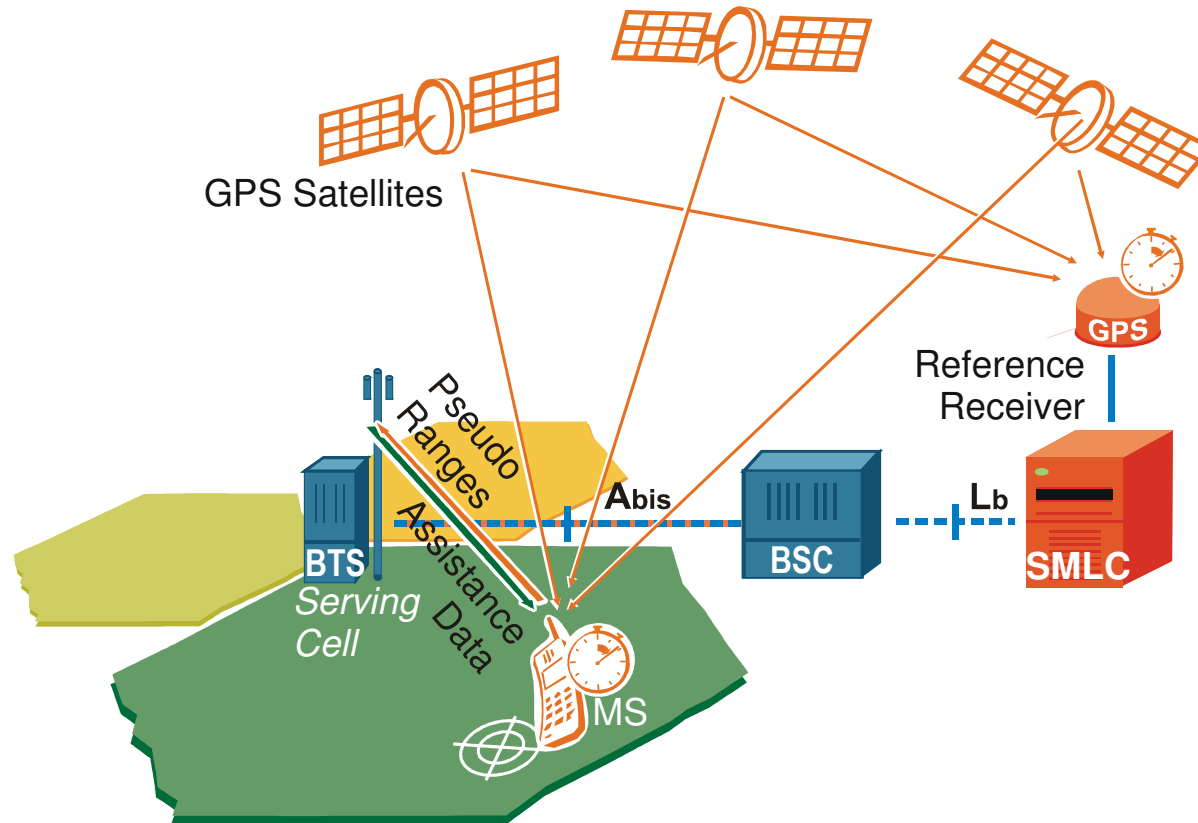 GPS Satellites
GPS
Reference
Receiver
Pseudo
Ranges
Assistance
Data
Abis
Lb
BTS
BSC
SMLC
Serving
Cell
MS